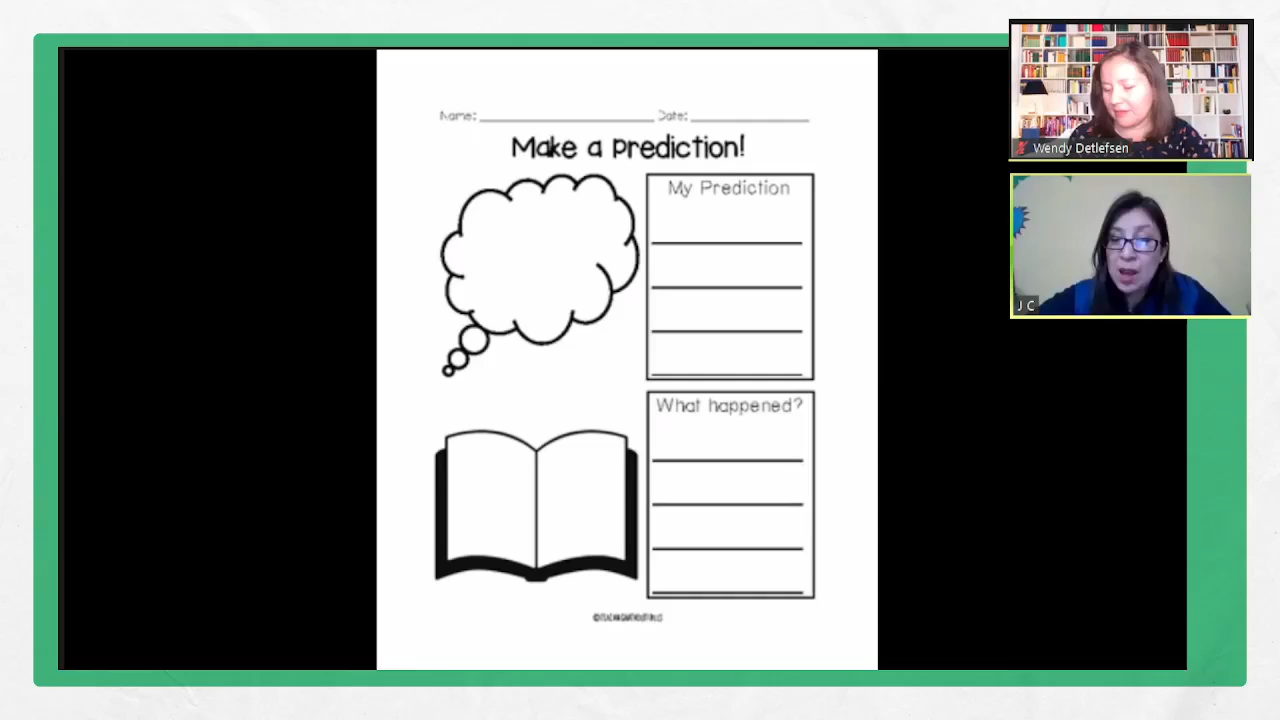 Name: Date:
Make a Prediction!
My Prediction
What happened?
Wendy Detlefsen
J C